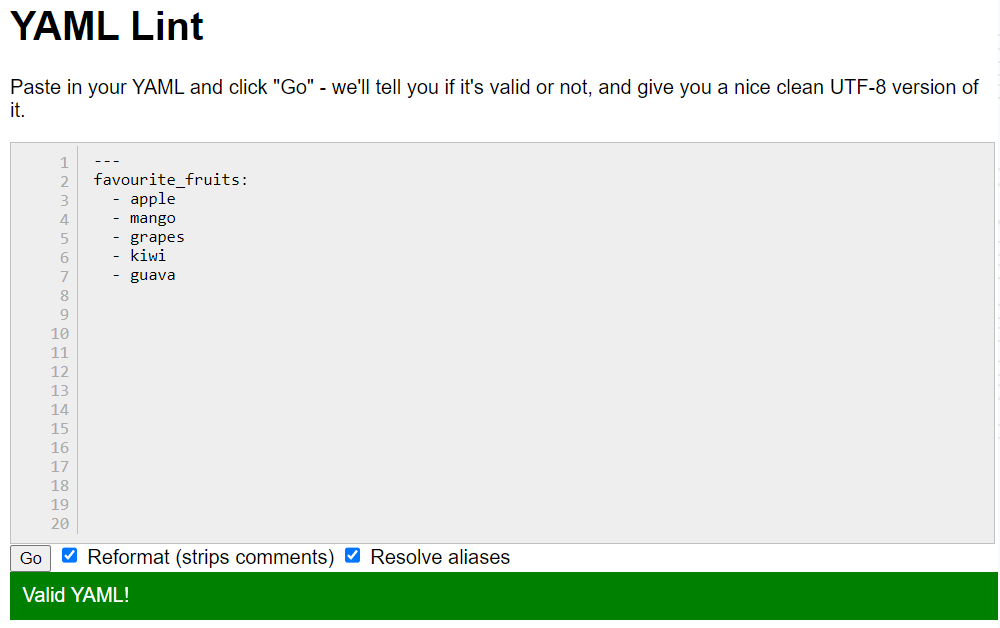 YAML Lint
Paste in your YAML and click "Go" - we'll tell you if it's valid or not, and give you a nice clean UTF-8 version of
it.
1 ---
2 favourite_fruits:
3   - apple
4   - mango
5   - grapes
6   - kiwi
7   - guava
8
9
10
11
12
13
14
15
16
17
18
19
20
Go Reformat (strips comments) Resolve aliases
Valid YAML!